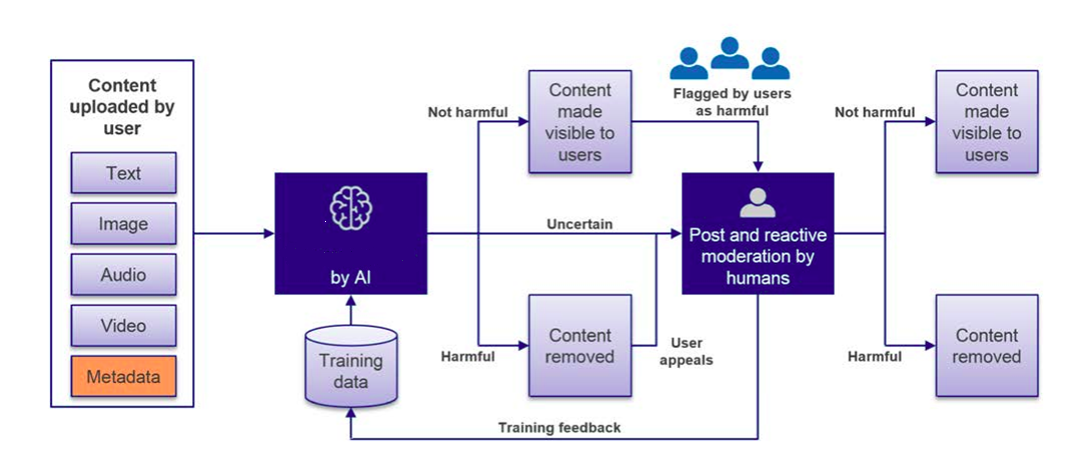 Content
uploaded by
user
Text
Image
Audio
Video
Metadata
by AI
Training
data
Not harmful
Uncertain
Harmful
Content
made
visible to
users
Content
removed
User
appeals
Flagged by users
as harmful
Post and reactive
moderation by
humans
Training feedback
Not harmful
Harmful
Content
made
visible to
users
Content
removed